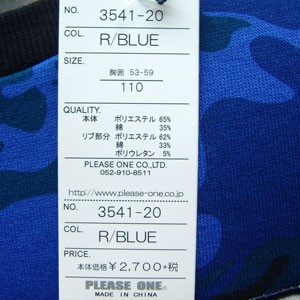 NO. 3541-20
COL. R/BLUE
SIZE.
胸囲 53-59
110
QUALITY.
本体 ポリエステル 65%
綿 35%
リブ部分 ポリエステル 62%
綿 33%
ポリウレタン 5%
PLEASE ONE CO.,LTD.
052-910-8511
http://www.please-one.co.jp
NO. 3541-20
COL. R/BLUE
PRICE.
本体価格 ¥2,700+税
PLEASE ONE.
MADE IN CHINA